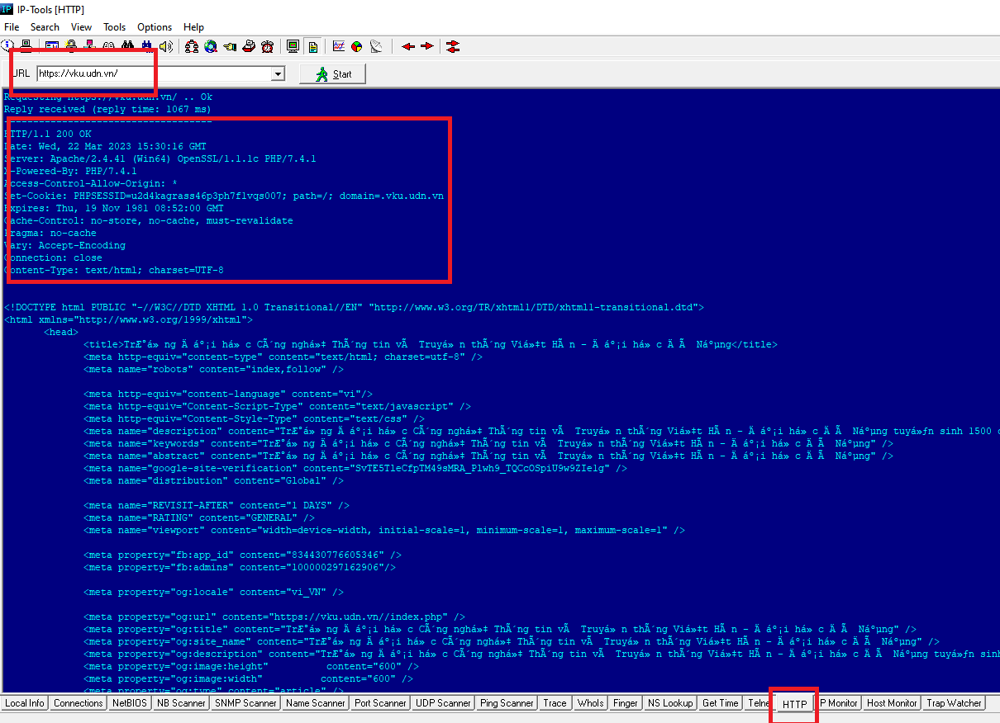 IP IP-Tools [HTTP]
File Search View Tools Options Help
URL https://vku.udn.vn/ Start
Requesting https://vku.udn.vn/ .. Ok
Reply received (reply time: 1067 ms)
-----------------------------------
HTTP/1.1 200 OK
Date: Wed, 22 Mar 2023 15:30:16 GMT
Server: Apache/2.4.41 (Win64) OpenSSL/1.1.1c PHP/7.4.1
X-Powered-By: PHP/7.4.1
Access-Control-Allow-Origin: *
Set-Cookie: PHPSESSID=u2d4kagrass46p3ph7f1vqs007; path=/; domain=.vku.udn.vn
Expires: Thu, 19 Nov 1981 08:52:00 GMT
Cache-Control: no-store, no-cache, must-revalidate
Pragma: no-cache
Vary: Accept-Encoding
Connection: close
Content-Type: text/html; charset=UTF-8
<!DOCTYPE html PUBLIC "-//W3C//DTD XHTML 1.0 Transitional//EN" "http://www.w3.org/TR/xhtml1/DTD/xhtml1-transitional.dtd">
<html xmlns="http://www.w3.org/1999/xhtml">
<head>
<title>TrÆ°á» ng Ä áº¡i há» c CÃ´ng nghá»‡ ThÃ´ng tin vÃ  Truyá» n thÃ´ng Viá»‡t HÃ n - Ä áº¡i há» c Ä Ã  Náºµng</title>
<meta http-equiv="content-type" content="text/html; charset=utf-8" />
<meta name="robots" content="index,follow" />
<meta http-equiv="content-language" content="vi"/>
<meta http-equiv="Content-Script-Type" content="text/javascript" />
<meta http-equiv="Content-Style-Type" content="text/css" />
<meta name="description" content="TrÆ°á» ng Ä áº¡i há» c CÃ´ng nghá»‡ ThÃ´ng tin vÃ  Truyá» n thÃ´ng Viá»‡t HÃ n - Ä áº¡i há» c Ä Ã  Náºµng tuyá»ƒn sinh 1500
<meta name="keywords" content="TrÆ°á» ng Ä áº¡i há» c CÃ´ng nghá»‡ ThÃ´ng tin vÃ  Truyá» n thÃ´ng Viá»‡t HÃ n - Ä áº¡i há» c Ä Ã  Náºµng" />
<meta name="abstract" content="TrÆ°á» ng Ä áº¡i há» c CÃ´ng nghá»‡ ThÃ´ng tin vÃ  Truyá» n thÃ´ng Viá»‡t HÃ n - Ä áº¡i há» c Ä Ã  Náºµng" />
<meta name="google-site-verification" content="SvTE5TleCfpTM49sMRA_Plwh9_TQCcOSpiU9w9ZIelg" />
<meta name="distribution" content="Global" />
<meta name="REVISIT-AFTER" content="1 DAYS" />
<meta name="RATING" content="GENERAL" />
<meta name="viewport" content="width=device-width, initial-scale=1, minimum-scale=1, maximum-scale=1" />
<meta property="fb:app_id" content="834430776605346" />
<meta property="fb:admins" content="100000297162906"/>
<meta property="og:locale" content="vi_VN" />
<meta property="og:url" content="https://vku.udn.vn//index.php" />
<meta property="og:title" content="TrÆ°á» ng Ä áº¡i há» c CÃ´ng nghá»‡ ThÃ´ng tin vÃ  Truyá» n thÃ´ng Viá»‡t HÃ n - Ä áº¡i há» c Ä Ã  Náºµng" />
<meta property="og:site_name" content="TrÆ°á» ng Ä áº¡i há» c CÃ´ng nghá»‡ ThÃ´ng tin vÃ  Truyá» n thÃ´ng Viá»‡t HÃ n - Ä áº¡i há» c Ä Ã  Náºµng" />
<meta property="og:description" content="TrÆ°á» ng Ä áº¡i há» c CÃ´ng nghá»‡ ThÃ´ng tin vÃ  Truyá» n thÃ´ng Viá»‡t HÃ n - Ä áº¡i há» c Ä Ã  Náºµng tuyá»ƒn sinh
<meta property="og:image:height" content="600" />
<meta property="og:image:width" content="600" />
<meta property="og:type" content="article" />
Local Info Connections NetBIOS NB Scanner SNMP Scanner Name Scanner Port Scanner UDP Scanner Ping Scanner Trace WhoIs Finger NS Lookup Get Time Telne HTTP P Monitor Host Monitor Trap Watcher